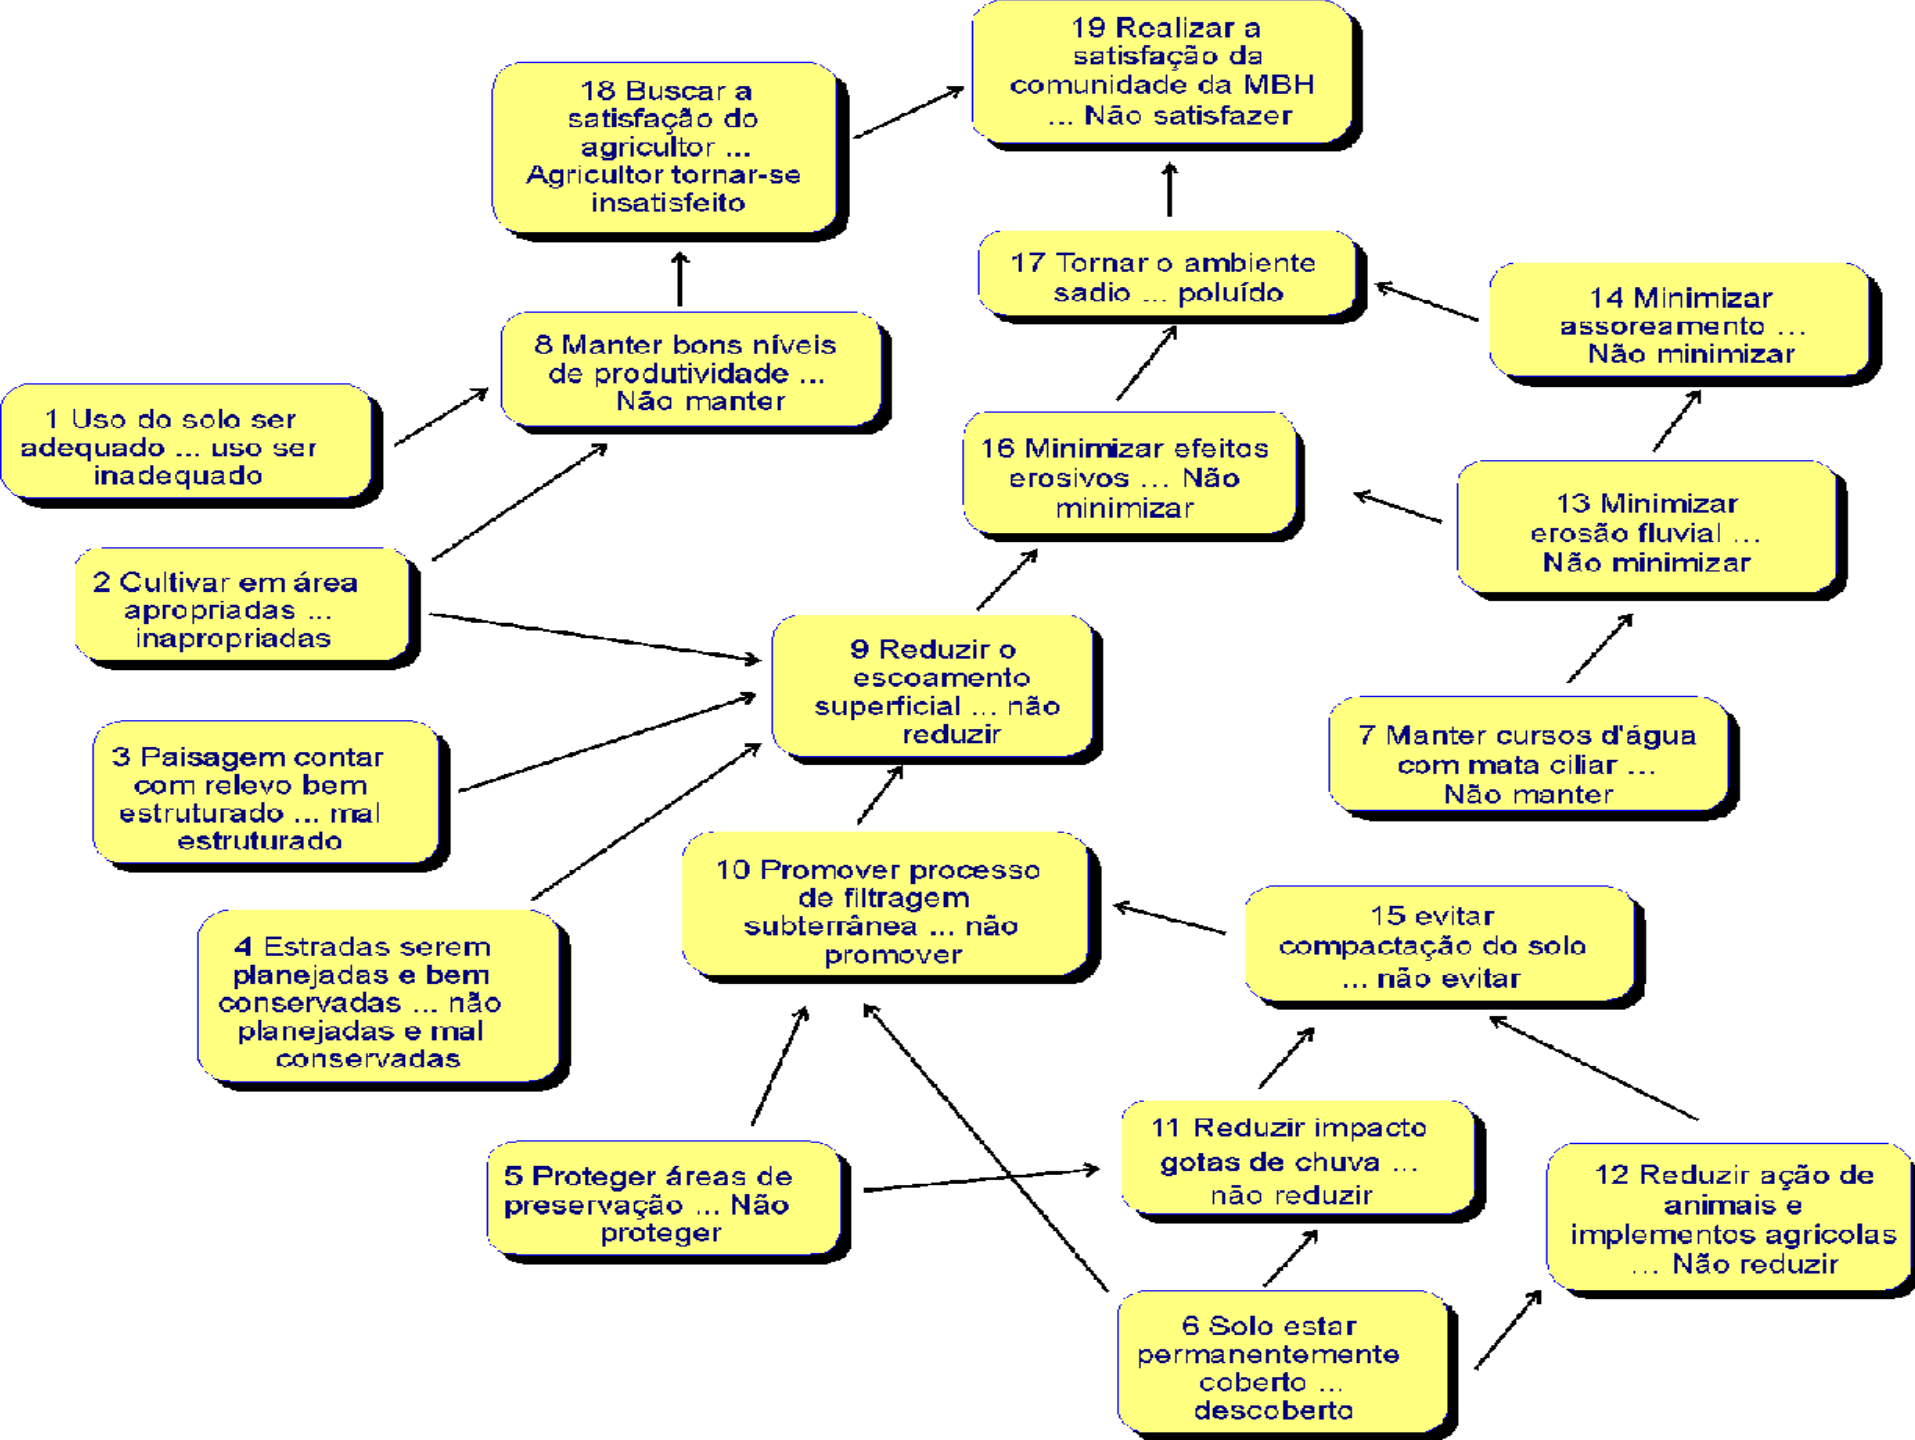 19 Realizar a
satisfação da
comunidade da MBH
... Não satisfazer
18 Buscar a
satisfação do
agricultor ...
Agricultor tornar-se
insatisfeito
17 Tornar o ambiente
sadio ... poluído
14 Minimizar
assoreamento ...
Não minimizar
8 Manter bons níveis
de produtividade ...
Não manter
1 Uso do solo ser
adequado ... uso ser
inadequado
16 Minimizar efeitos
erosivos ... Não
minimizar
13 Minimizar
erosão fluvial ...
Não minimizar
2 Cultivar em área
apropriadas ...
inapropriadas
9 Reduzir o
escoamento
superficial ... não
reduzir
3 Paisagem contar
com relevo bem
estruturado ... mal
estruturado
7 Manter cursos d'água
com mata ciliar ...
Não manter
10 Promover processo
de filtragem
subterrânea ... não
promover
15 evitar
compactação do solo
... não evitar
4 Estradas serem
planejadas e bem
conservadas ... não
planejadas e mal
conservadas
11 Reduzir impacto
gotas de chuva ...
não reduzir
5 Proteger áreas de
preservação ... Não
proteger
12 Reduzir ação de
animais e
implementos agricolas
... Não reduzir
6 Solo estar
permanentemente
coberto ...
descoberto